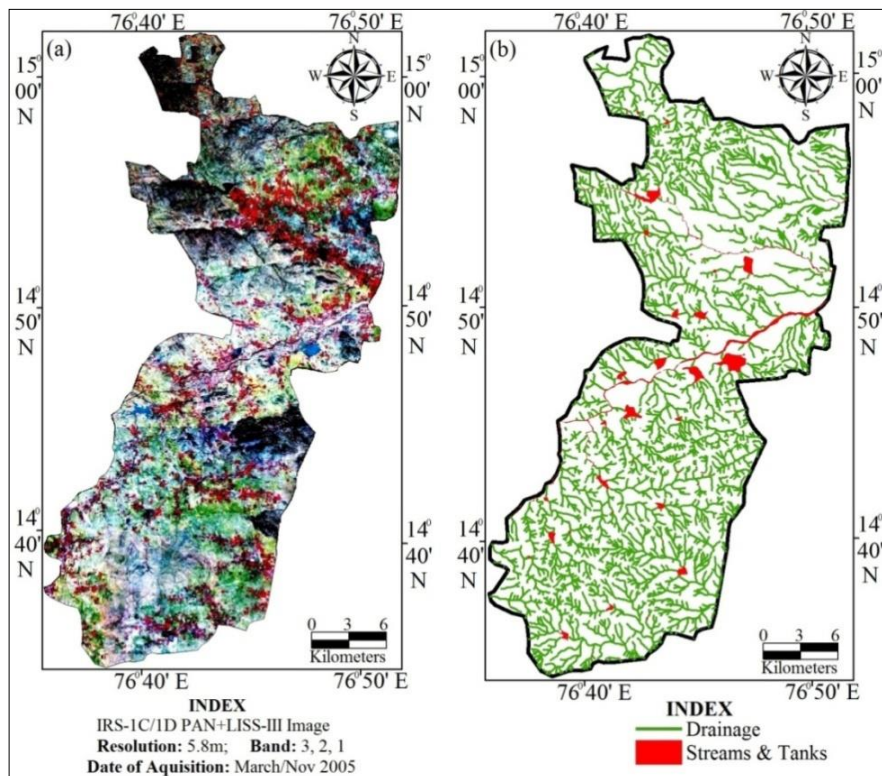 76°40' E
76°50' E
(a)
N
W
E
S
15°
00'
N
14°
50'
N
14°
40'
N
0 3 6
Kilometers
76°40' E
76°50' E
INDEX
IRS-1C/1D PAN+LISS-III Image
Resolution: 5.8m; Band: 3, 2, 1
Date of Aquisition: March/Nov 2005
76°40' E
76°50' E
(b)
N
W
E
S
15°
00'
N
15°
00'
N
14°
50'
N
14°
50'
N
14°
40'
N
14°
40'
N
0 3 6
Kilometers
76°40' E
76°50' E
INDEX
Drainage
Streams & Tanks